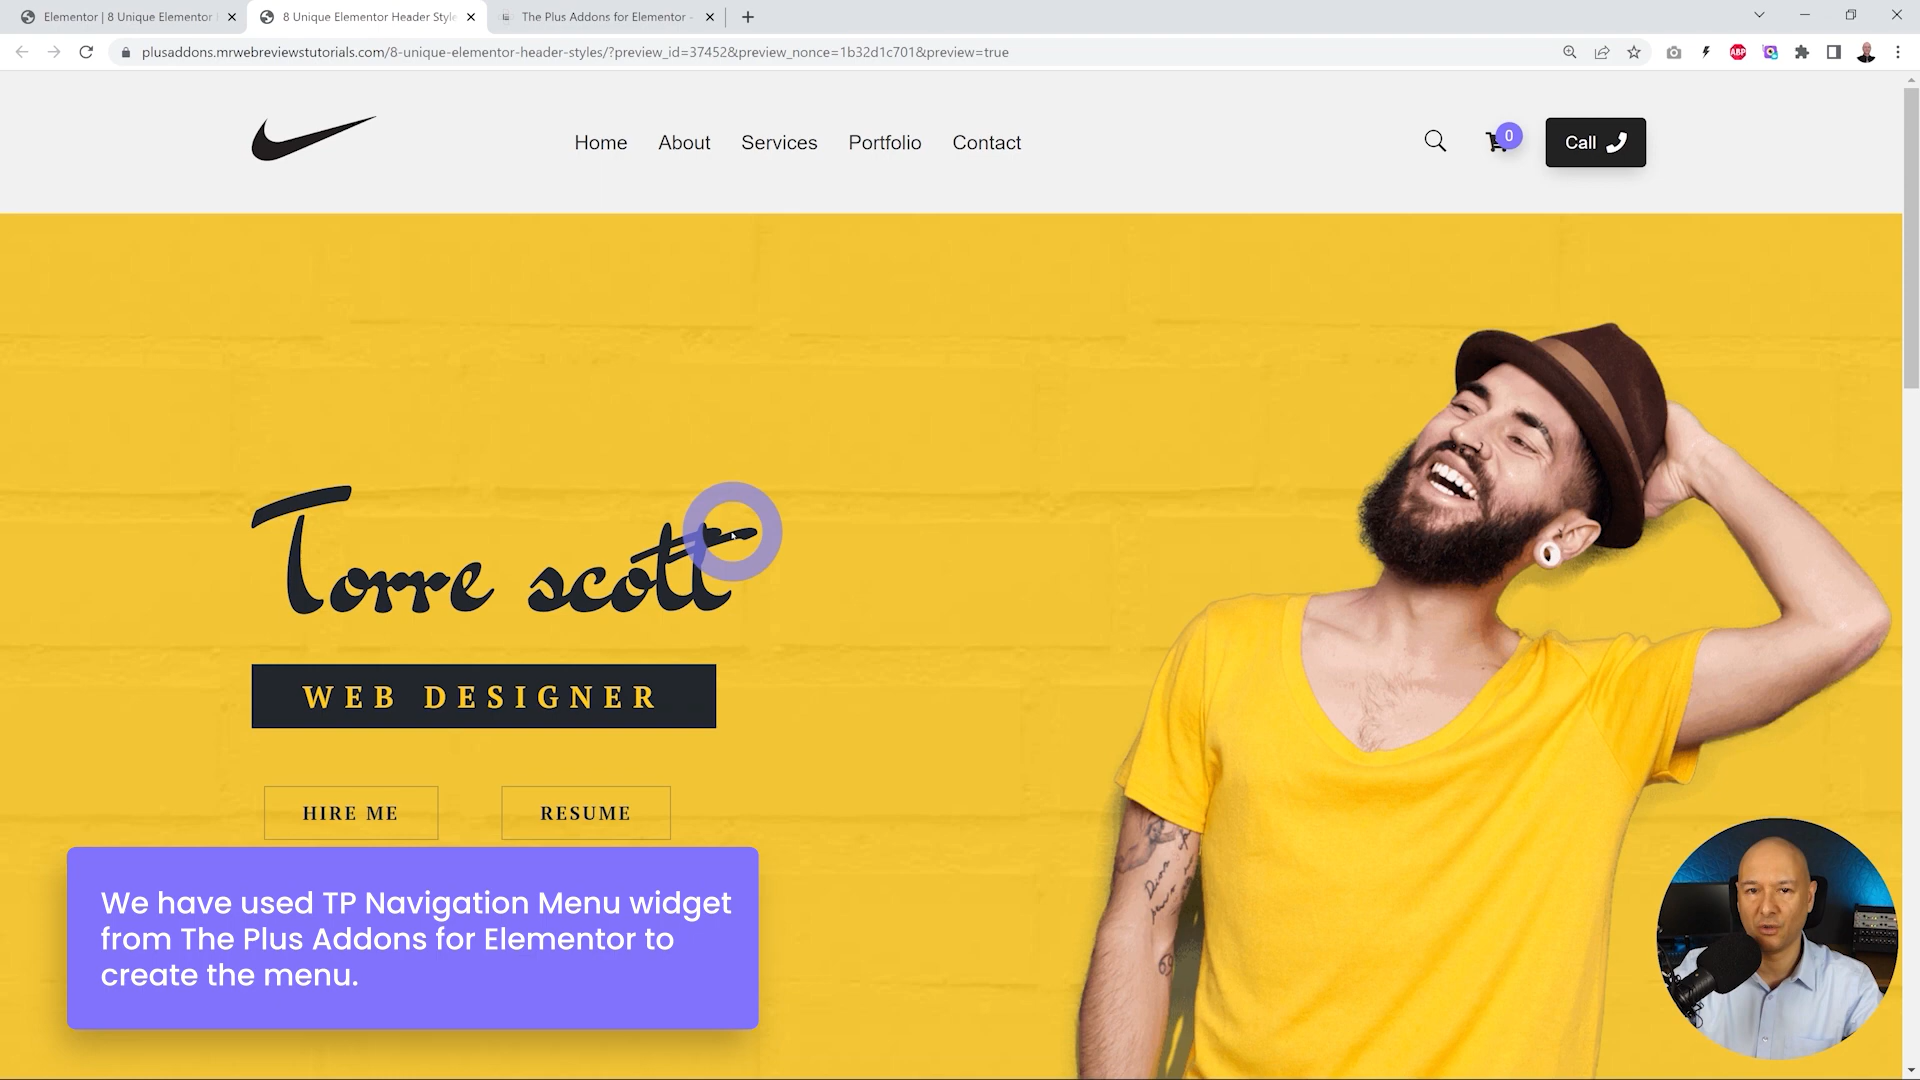 Elementor | 8 Unique Elementor
8 Unique Elementor Header Style
The Plus Addons for Elementor -
plusaddons.mrwebreviewstutorials.com/8-unique-elementor-header-styles/?preview_id=37452&preview_nonce=1b32d1c701&preview=true
ABP
Home About Services Portfolio Contact
0
Call
Torre scott
WEB DESIGNER
HIRE ME
RESUME
We have used TP Navigation Menu widget
from The Plus Addons for Elementor to
create the menu.